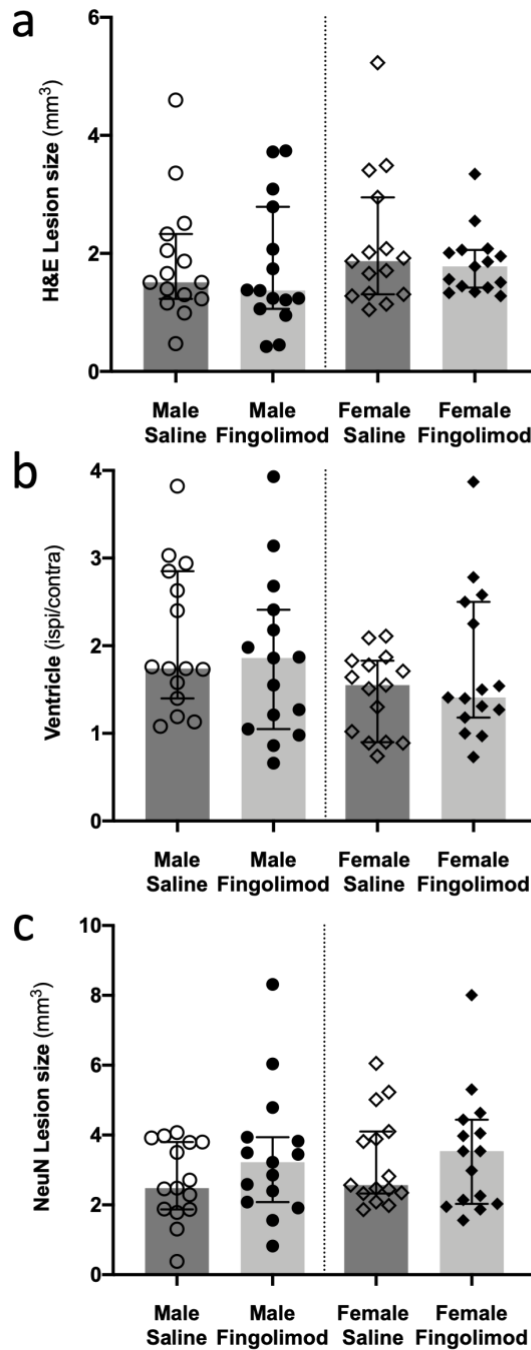 a
H&E Lesion size (mm³)
6
4
2
0
Male Saline
Male Fingolimod
Female Saline
Female Fingolimod
b
Ventricle (ispi/contra)
4
3
2
1
0
Male Saline
Male Fingolimod
Female Saline
Female Fingolimod
c
NeuN Lesion size (mm³)
10
8
6
4
2
0
Male Saline
Male Fingolimod
Female Saline
Female Fingolimod